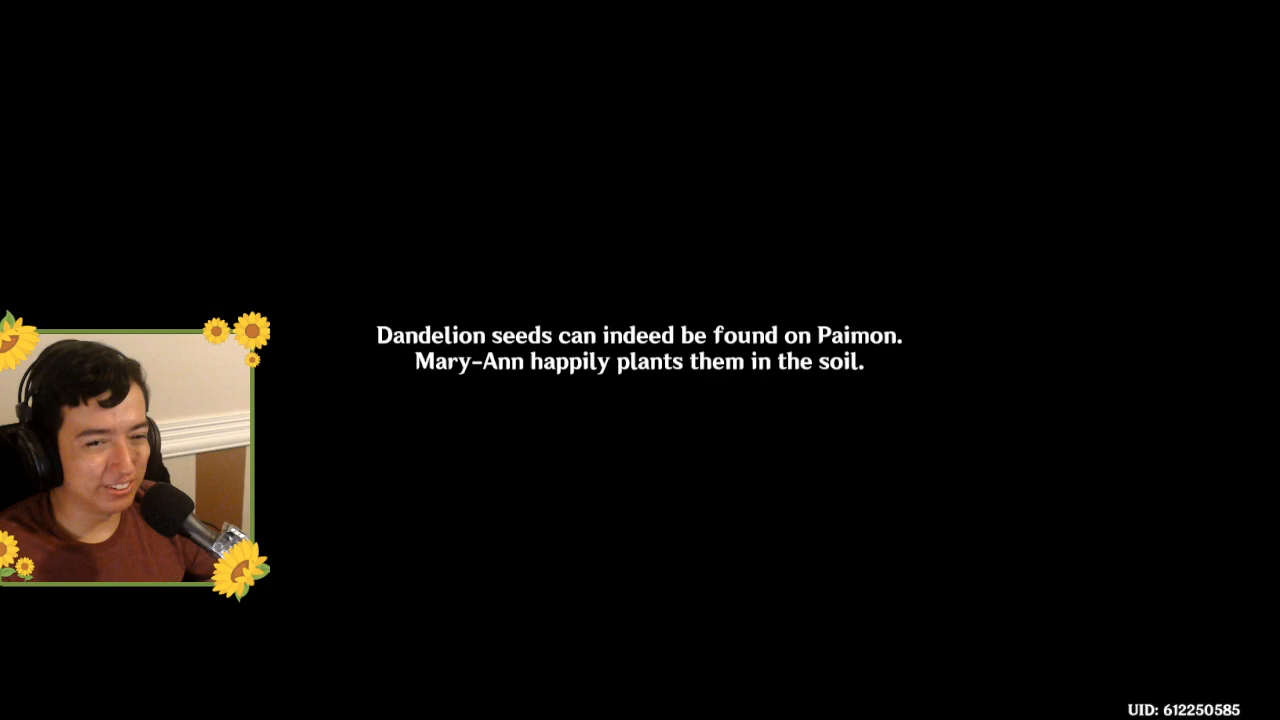 Dandelion seeds can indeed be found on Paimon.
Mary-Ann happily plants them in the soil.
UID: 612250585